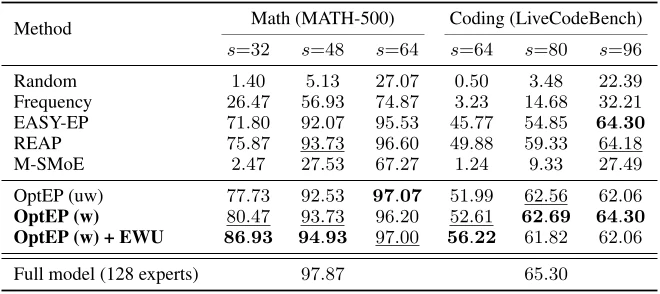 Method Math (MATH-500) Coding (LiveCodeBench)
s=32 s=48 s=64 s=64 s=80 s=96
Random 1.40 5.13 27.07 0.50 3.48 22.39
Frequency 26.47 56.93 74.87 3.23 14.68 32.21
EASY-EP 71.80 92.07 95.53 45.77 54.85 64.30
REAP 75.87 93.73 96.60 49.88 59.33 64.18
M-SMoE 2.47 27.53 67.27 1.24 9.33 27.49
OptEP (uw) 77.73 92.53 97.07 51.99 62.56 62.06
OptEP (w) 80.47 93.73 96.20 52.61 62.69 64.30
OptEP (w) + EWU 86.93 94.93 97.00 56.22 61.82 62.06
Full model (128 experts) 97.87 65.30